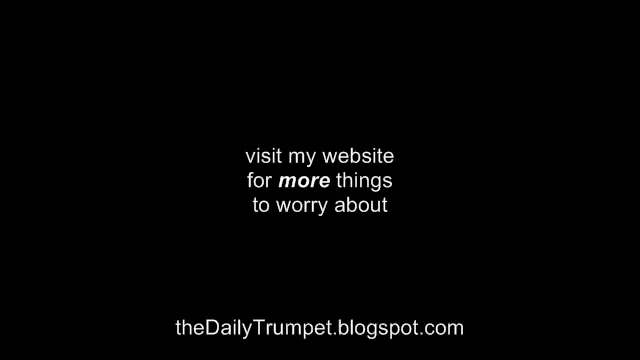 visit my website
for more things
to worry about
theDailyTrumpet.blogspot.com